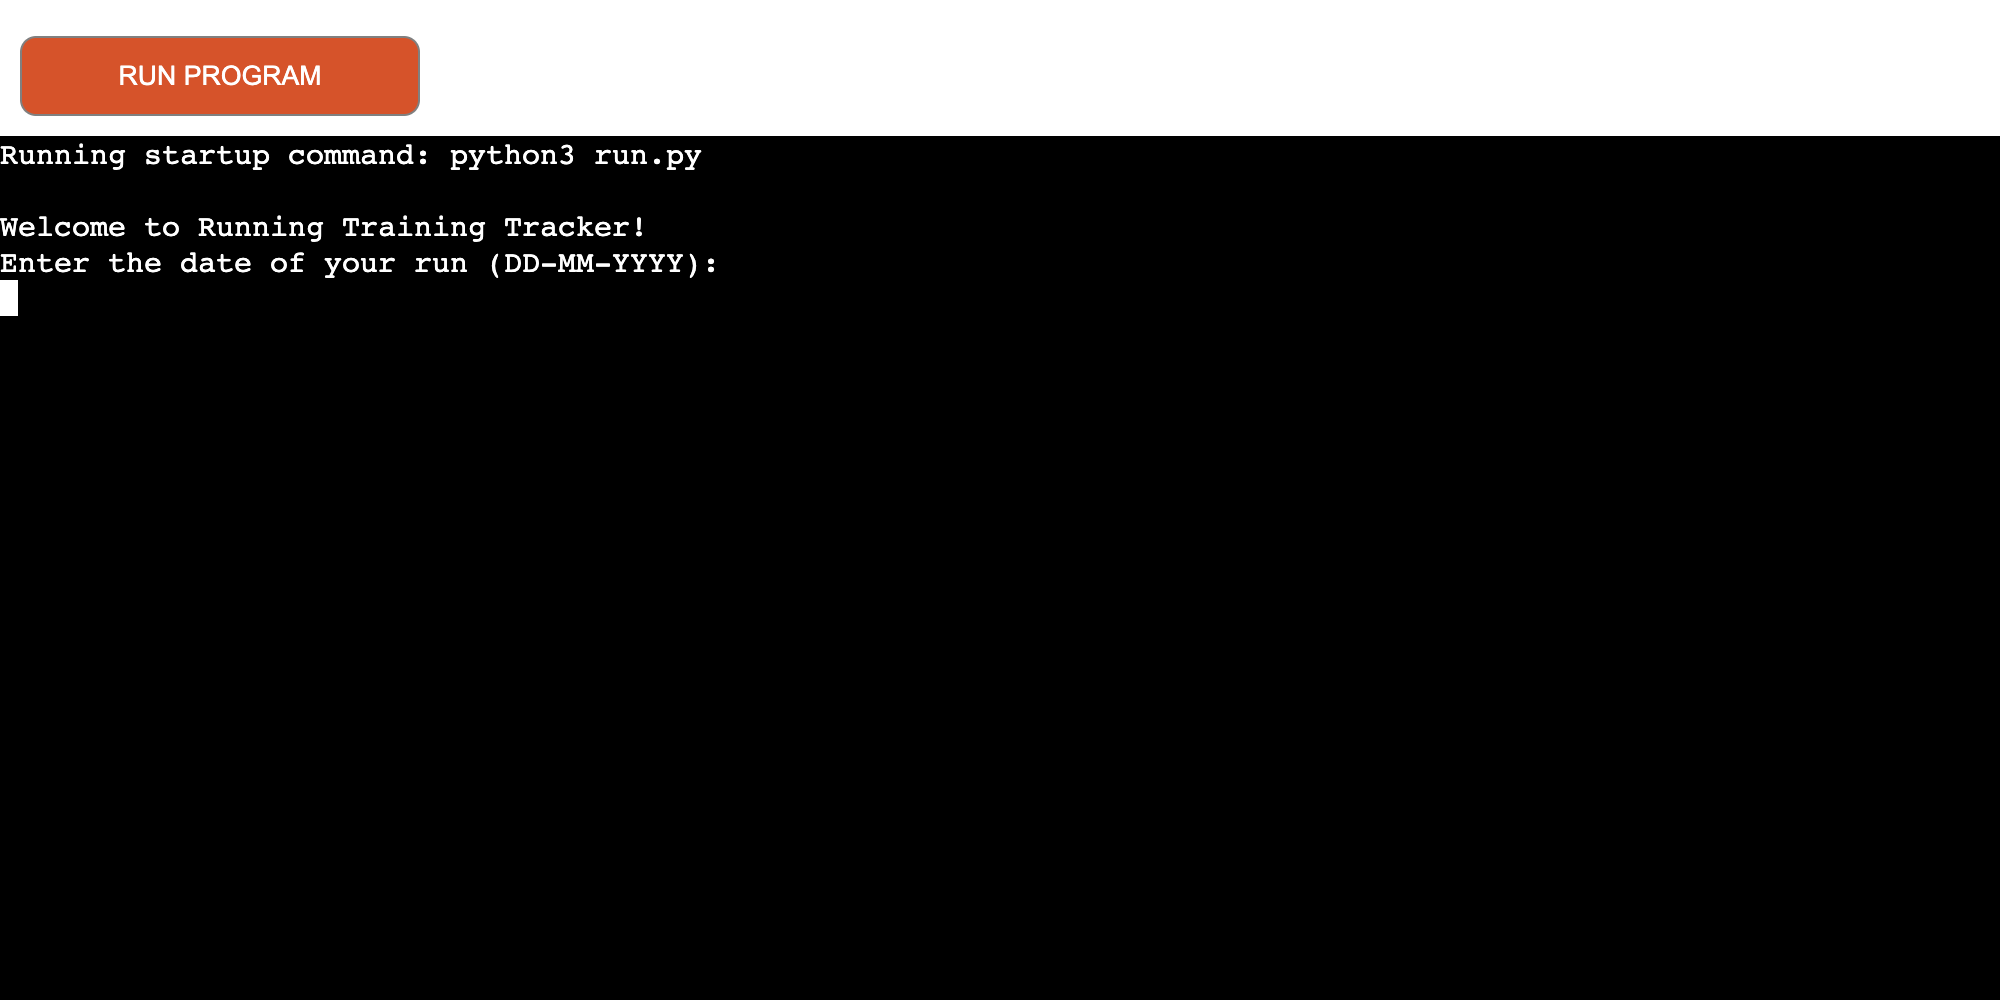 RUN PROGRAM
Running startup command: python3 run.py
Welcome to Running Training Tracker!
Enter the date of your run (DD-MM-YYYY):